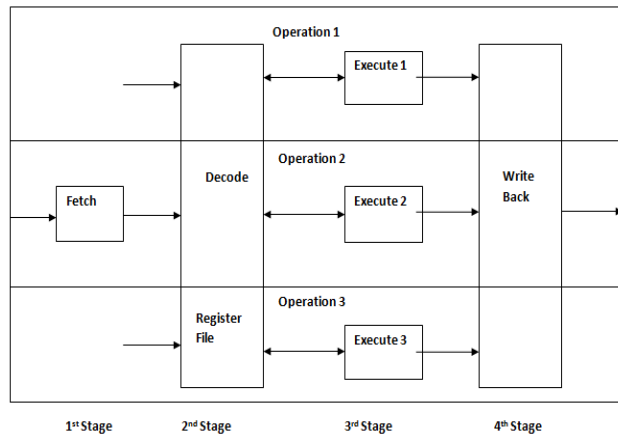 Operation 1
Execute 1
Operation 2
Decode
Write
Back
Fetch
Execute 2
Operation 3
Register
File
Execute 3
1st Stage
2nd Stage
3rd Stage
4th Stage